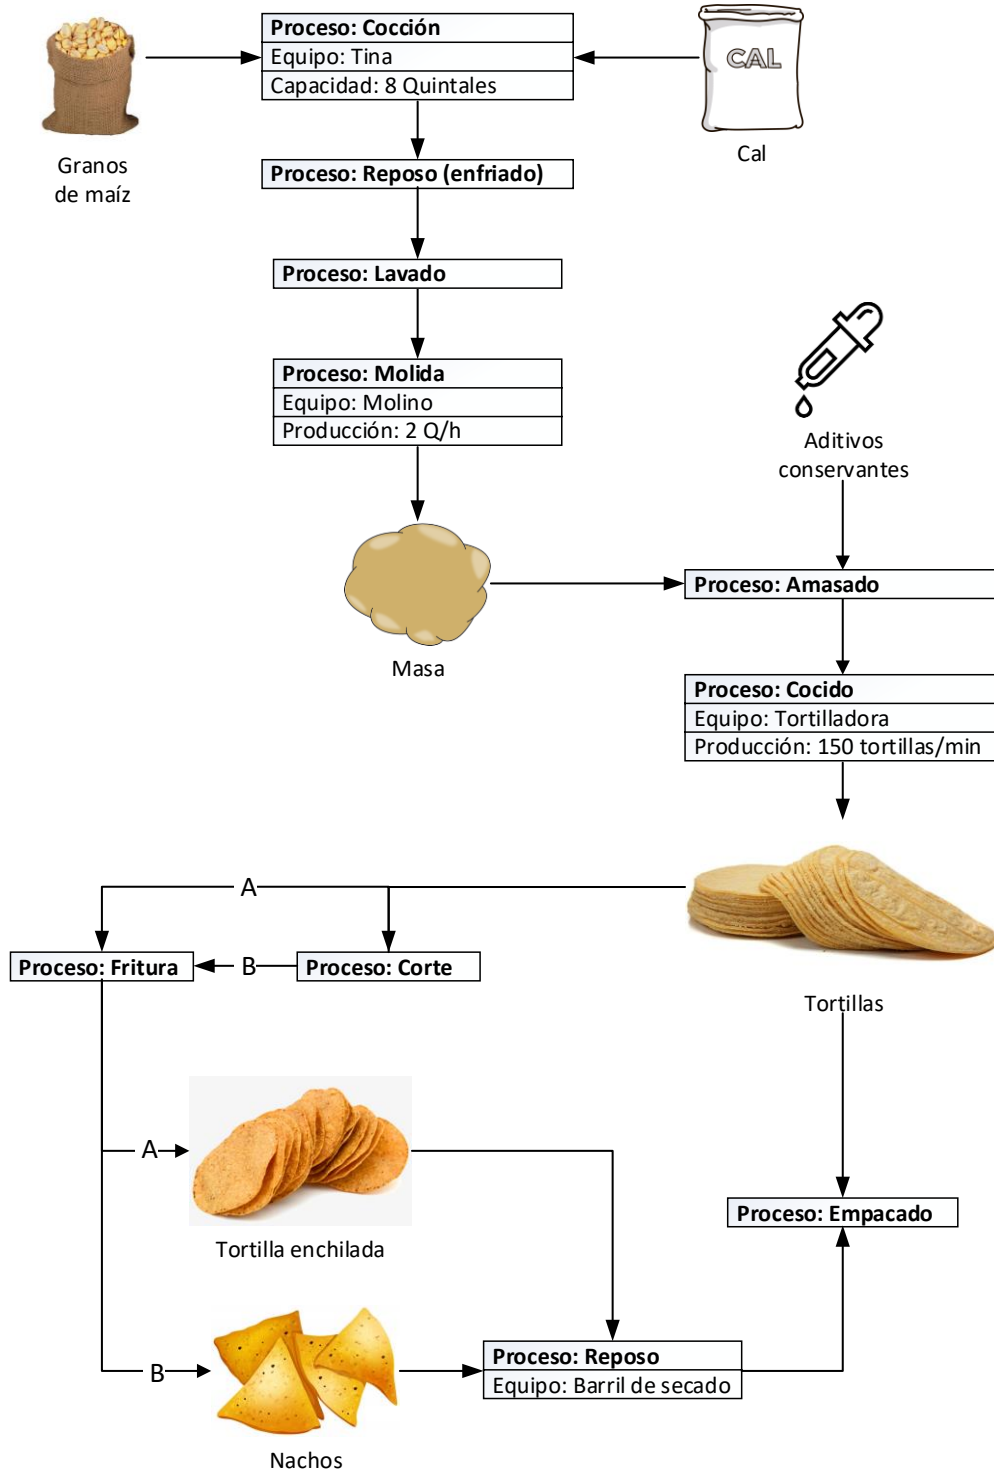 Proceso: Cocción
Equipo: Tina
Capacidad: 8 Quintales
CAL
Granos
de maíz
Cal
Proceso: Reposo (enfriado)
Proceso: Lavado
Proceso: Molida
Equipo: Molino
Producción: 2 Q/h
Aditivos
conservantes
Masa
Proceso: Amasado
Proceso: Cocido
Equipo: Tortilladora
Producción: 150 tortillas/min
A
Proceso: Fritura
B
Proceso: Corte
Tortillas
A
Tortilla enchilada
Proceso: Empacado
B
Nachos
Proceso: Reposo
Equipo: Barril de secado